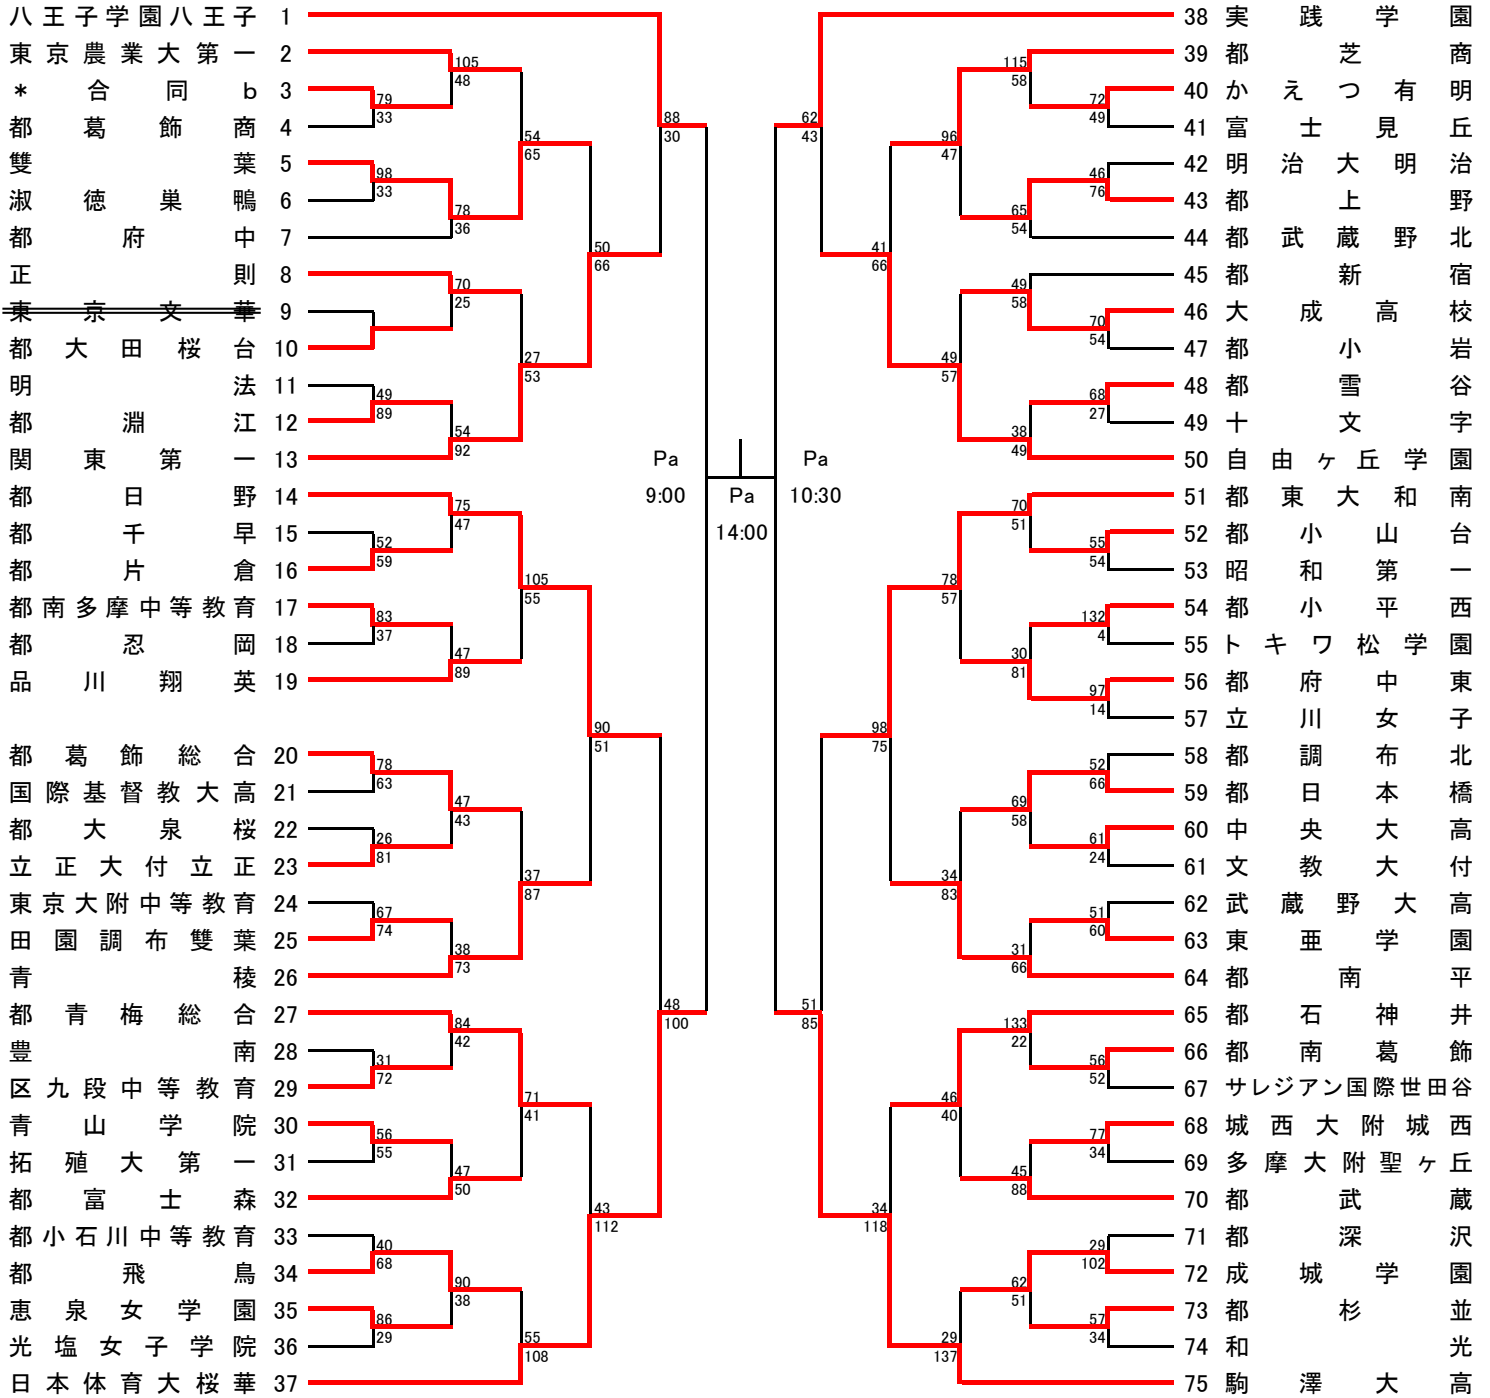 八王子学園八王子 1
東京農業大第一 2
* 合同b 3
都葛飾商 4
雙葉 5
淑徳巣鴨 6
都府中 7
正則 8
東京文華 9
都大田桜台 10
明法 11
都淵江 12
関東第一 13
都日野 14
都千早 15
都片倉 16
都南多摩中等教育 17
都忍岡 18
品川翔英 19
都葛飾総合 20
国際基督教大高 21
都大泉桜 22
立正大付立正 23
東京大附中等教育 24
田園調布雙葉 25
青稜 26
都青梅総合 27
豊南 28
区九段中等教育 29
青山学院 30
拓殖大第一 31
都富士森 32
都小石川中等教育 33
都飛鳥 34
恵泉女学園 35
光塩女子学院 36
日本体育大桜華 37
79
33
98
33
49
89
52
59
83
37
78
63
26
81
67
74
31
72
56
55
40
68
86
29
105
48
78
36
70
25
54
92
75
47
47
89
47
43
38
73
84
42
47
50
90
38
54
65
27
53
105
55
37
87
71
41
55
108
50
66
90
51
43
112
88
30
48
100
Pa
9:00
Pa
14:00
Pa
10:30
62
43
51
85
41
66
98
75
34
118
96
47
49
57
78
57
34
83
46
40
29
137
115
58
65
54
49
58
38
49
70
51
30
81
69
58
31
66
133
22
45
88
62
51
72
49
46
76
70
54
68
27
55
54
132
4
97
14
52
66
61
24
51
60
56
52
77
34
29
102
57
34
38 実践学園
39 都芝商
40 かえつ有明
41 富士見丘
42 明治大明治
43 都上野
44 都武蔵野北
45 都新宿
46 大成高校
47 都小岩
48 都雪谷
49 十文字
50 自由ヶ丘学園
51 都東大和南
52 都小山台
53 昭和第一
54 都小平西
55 トキワ松学園
56 都府中東
57 立川女子
58 都調布北
59 都日本橋
60 中央大高
61 文教大付
62 武蔵野大高
63 東亜学園
64 都南平
65 都石神井
66 都南葛飾
67 サレジアン国際世田谷
68 城西大附城西
69 多摩大附聖ヶ丘
70 都武蔵
71 都深沢
72 成城学園
73 都杉並
74 和光
75 駒澤大高